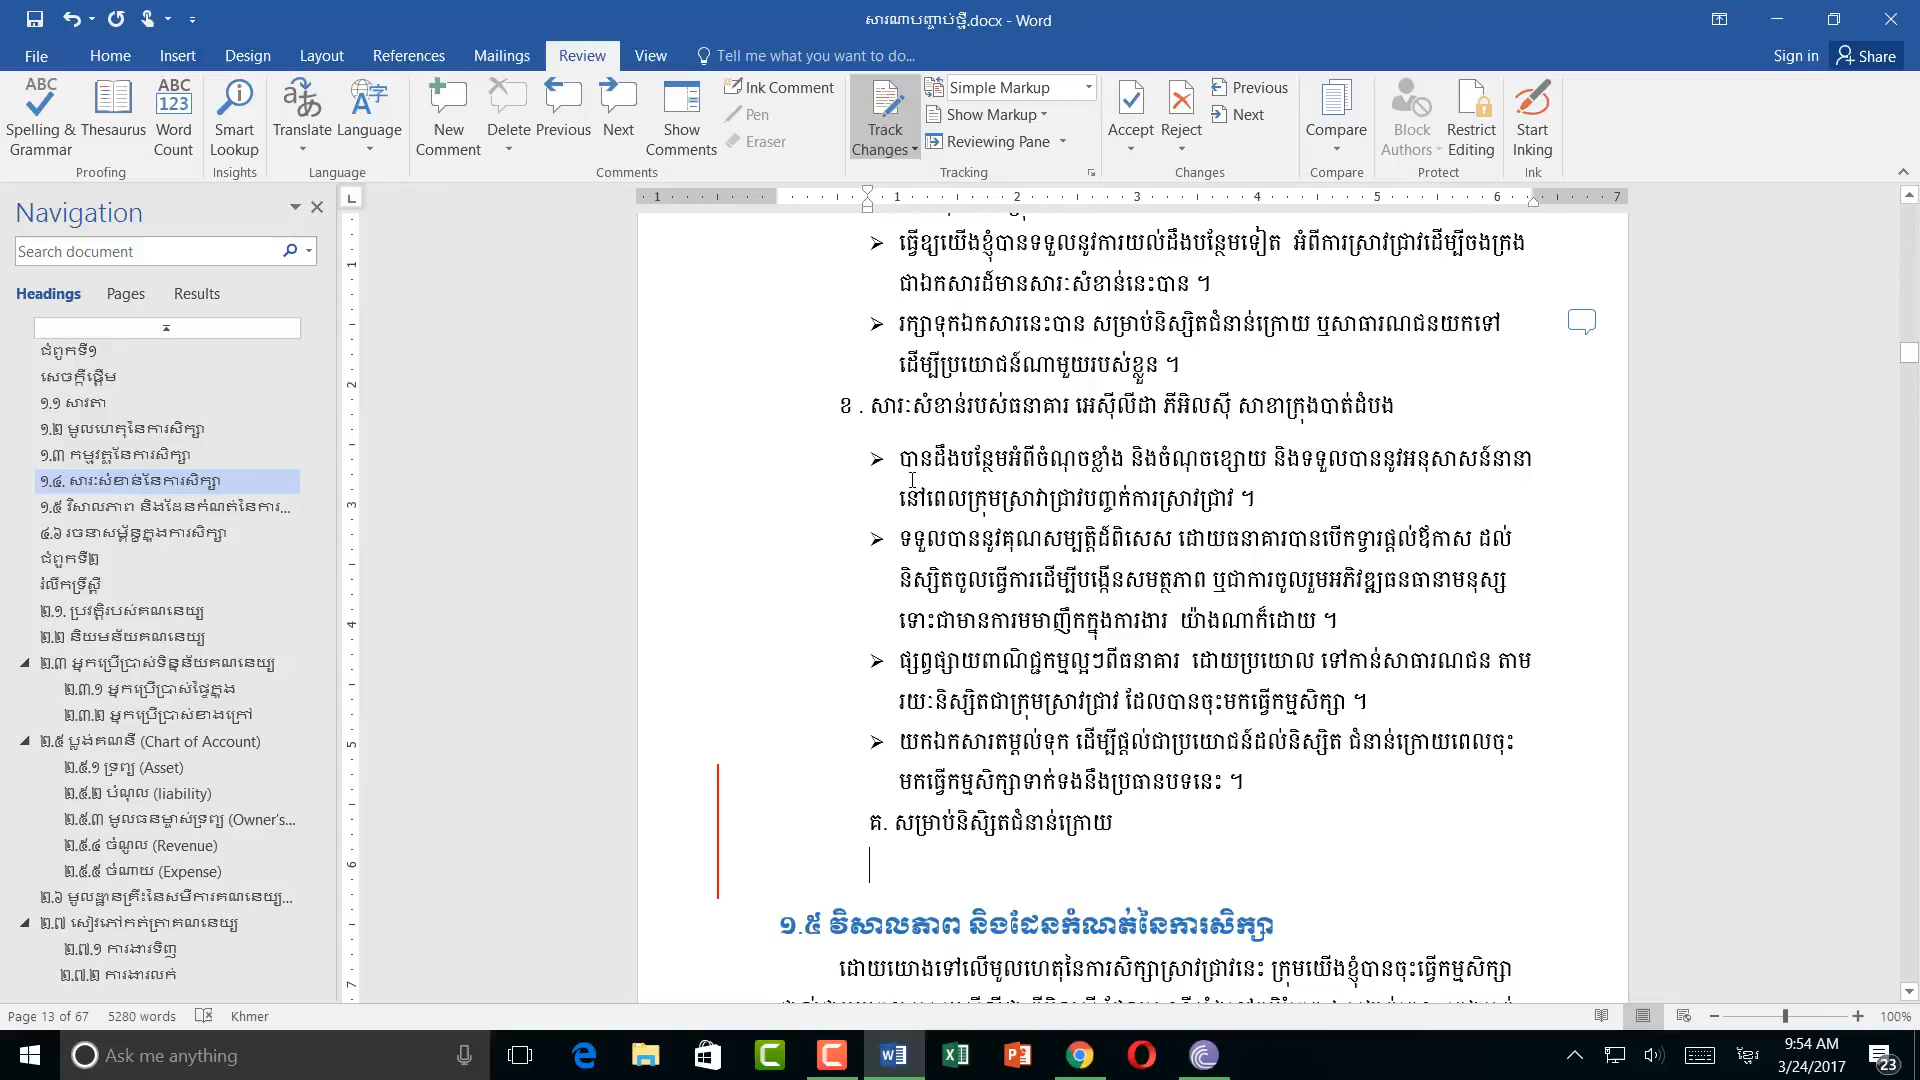 សារណាបញ្ចាប់ថ្មី.docx - Word
File Home Insert Design Layout References Mailings Review View Tell me what you want to do... Sign in Share
Spelling & Grammar Thesaurus Word Count Smart Lookup Translate Language New Comment Delete Previous Next Show Comments
Ink Comment
Pen
Eraser
Track Changes
Simple Markup
Show Markup
Reviewing Pane
Accept Reject
Previous
Next
Compare Block Authors Restrict Editing Start Inking
Proofing Insights Language Comments Tracking Changes Compare Protect Ink
Navigation
Search document
Headings Pages Results
ជំពូកទី១
សេចក្ដីផ្ដើម
១.១ សាវតា
១.២ មូលហេតុនៃការសិក្សា
១.៣ កម្មវត្ថុនៃការសិក្សា
១.៤. សារៈសំខាន់នៃការសិក្សា
១.៥ វិសាលភាព និងដែនកំណត់នៃការ...
៤.៦ រចនាសម្ព័ន្ធក្នុងការសិក្សា
ជំពួកទី២
រំលឹកទ្រឹស្ដី
២.១. ប្រវត្តិរបស់គណនេយ្យ
២.២ និយមន័យគណនេយ្យ
២.៣ អ្នកប្រើប្រាស់ទិន្នន័យគណនេយ្យ
២.៣.១ អ្នកប្រើប្រាស់ផ្ទៃក្នុង
២.៣.២ អ្នកប្រើប្រាស់ខាងក្រៅ
២.៥ ប្លង់គណនី (Chart of Account)
២.៥.១ ទ្រព្យ (Asset)
២.៥.២ បំណុល (liability)
២.៥.៣ មូលធនម្ចាស់ទ្រព្យ (Owner's...
២.៥.៤ ចំណូល (Revenue)
២.៥.៥ ចំណាយ (Expense)
២.៦ មូលដ្ឋានគ្រឹះនៃសមីការគណនេយ្យ...
២.៧ សៀវភៅកត់ត្រាគណនេយ្យ
២.៧.១ ការងារទិញ
២.៧.២ ការងារលក់
ធ្វើឱ្យយើងខ្ញុំបានទទួលនូវការយល់ដឹងបន្ថែមទៀត អំពីការស្រាវជ្រាវដើម្បីចងក្រង
ជាឯកសារដ៍មានសារៈសំខាន់នេះបាន ។
រក្សាទុកឯកសារនេះបាន សម្រាប់និស្សិតជំនាន់ក្រោយ ឬសាធារណជនយកទៅ
ដើម្បីប្រយោជន៍ណាមួយរបស់ខ្លួន ។
ខ . សារៈសំខាន់របស់ធនាគារ អេស៊ីលីដា ភីអិលស៊ី សាខាក្រុងបាត់ដំបង
បានដឹងបន្ថែមអំពីចំណុចខ្លាំង និងចំណុចខ្សោយ និងទទួលបាននូវអនុសាសន៍នានា
នៅពេលក្រុមស្រាវាជ្រាវបញ្ចក់ការស្រាវជ្រាវ ។
ទទួលបាននូវគុណសម្បត្តិដ៍ពិសេស ដោយធនាគារបានបើកទ្វារផ្ដល់ឪកាស ដល់
និស្សិតចូលធ្វើការដើម្បីបង្កើនសមត្ថភាព ឬជាការចូលរួមអភិវឌ្ឍធនធានាមនុស្ស
ទោះជាមានការមមាញឹកក្នុងការងារ យ៉ាងណាក៏ដោយ ។
ផ្សព្វផ្សាយពាណិជ្ជកម្មល្អៗពីធនាគារ ដោយប្រយោល ទៅកាន់សាធារណជន តាម
រយៈនិស្សិតជាក្រុមស្រាវជ្រាវ ដែលបានចុះមកធ្វើកម្មសិក្សា ។
យកឯកសារតម្ដល់ទុក ដើម្បីផ្ដល់ជាប្រយោជន៍ដល់និស្សិត ជំនាន់ក្រោយពេលចុះ
មកធ្វើកម្មសិក្សាទាក់ទងនឹងប្រធានបទនេះ ។
គ. សម្រាប់និសិ្សតជំនាន់ក្រោយ
១.៥ វិសាលភាព និងដែនកំណត់នៃការសិក្សា
ដោយយោងទៅលើមូលហេតុនៃការសិក្សាស្រាវជ្រាវនេះ ក្រុមយើងខ្ញុំបានចុះធ្វើកម្មសិក្សា
Page 13 of 67 5280 words Khmer 100%
Ask me anything
ខ្មែរ
9:54 AM
3/24/2017
23